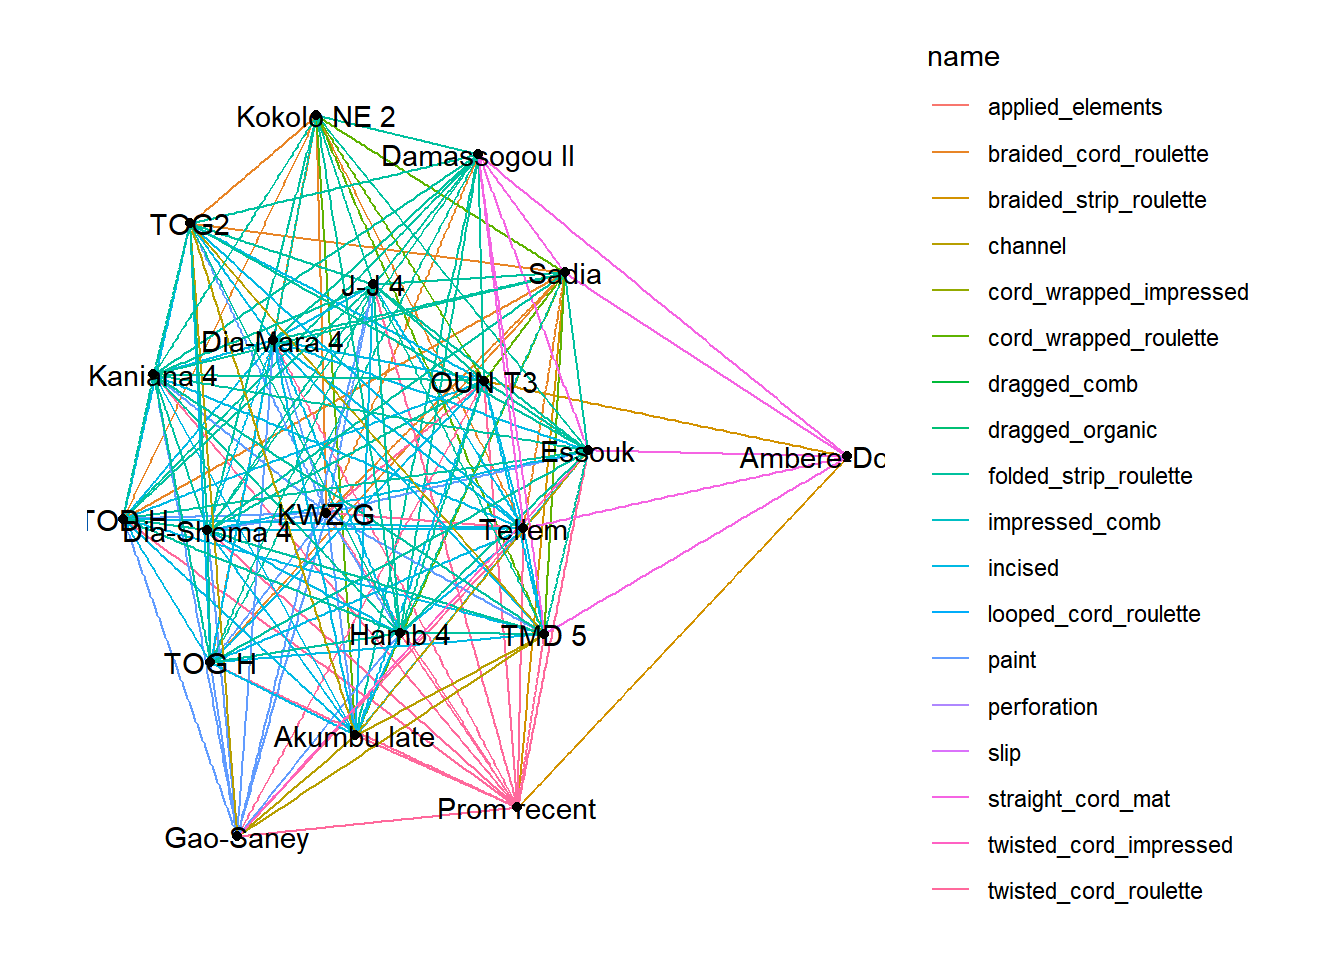 name
applied_elements
braided_cord_roulette
braided_strip_roulette
channel
cord_wrapped_impressed
cord_wrapped_roulette
dragged_comb
dragged_organic
folded_strip_roulette
impressed_comb
incised
looped_cord_roulette
paint
perforation
slip
straight_cord_mat
twisted_cord_impressed
twisted_cord_roulette
Kokolo NE 2
Damassogou II
TOG2
Sadia
J-J 4
Dia-Mara 4
Kaniana 4
OUN T3
Essouk
Ambere-Do
TOD H
KWZ G
Dia-Shoma 4
Tellem
Hamb 4
TMD 5
TOG H
Akumbu late
Prom recent
Gao-Saney